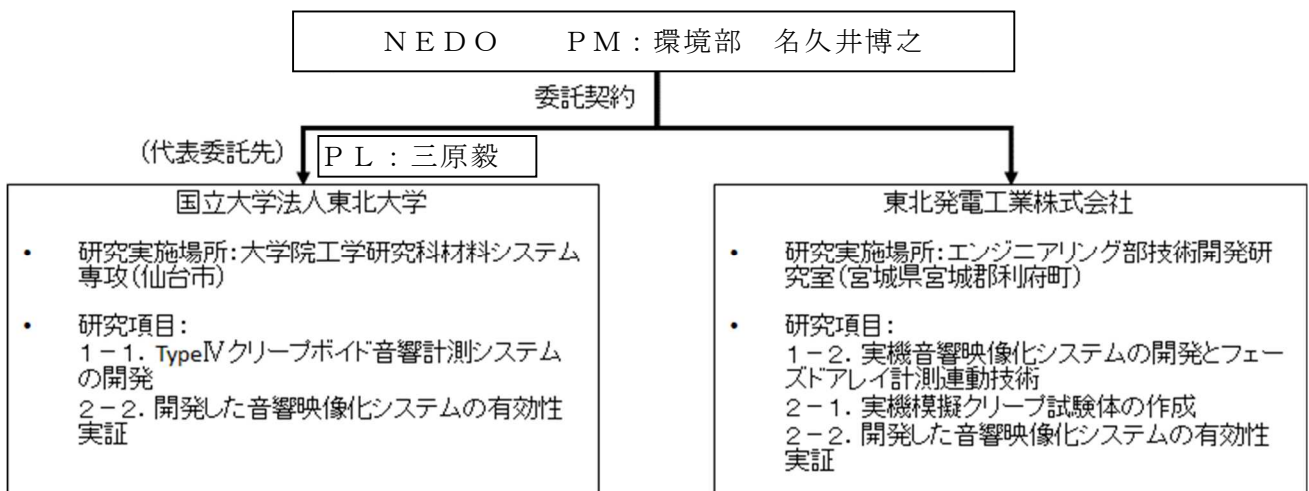 ＮＥＤＯ　　ＰＭ：環境部　名久井博之
委託契約
(代表委託先)
ＰＬ：三原毅
国立大学法人東北大学
• 研究実施場所：大学院工学研究科材料システム
専攻(仙台市)
• 研究項目：
１－１．TypeⅣクリープボイド音響計測システム
の開発
２－２．開発した音響映像化システムの有効性
実証
東北発電工業株式会社
• 研究実施場所：エンジニアリング部技術開発研
究室(宮城県宮城郡利府町)
• 研究項目：
１－２．実機音響映像化システムの開発とフェー
ズドアレイ計測連動技術
２－１．実機模擬クリープ試験体の作成
２－２．開発した音響映像化システムの有効性
実証